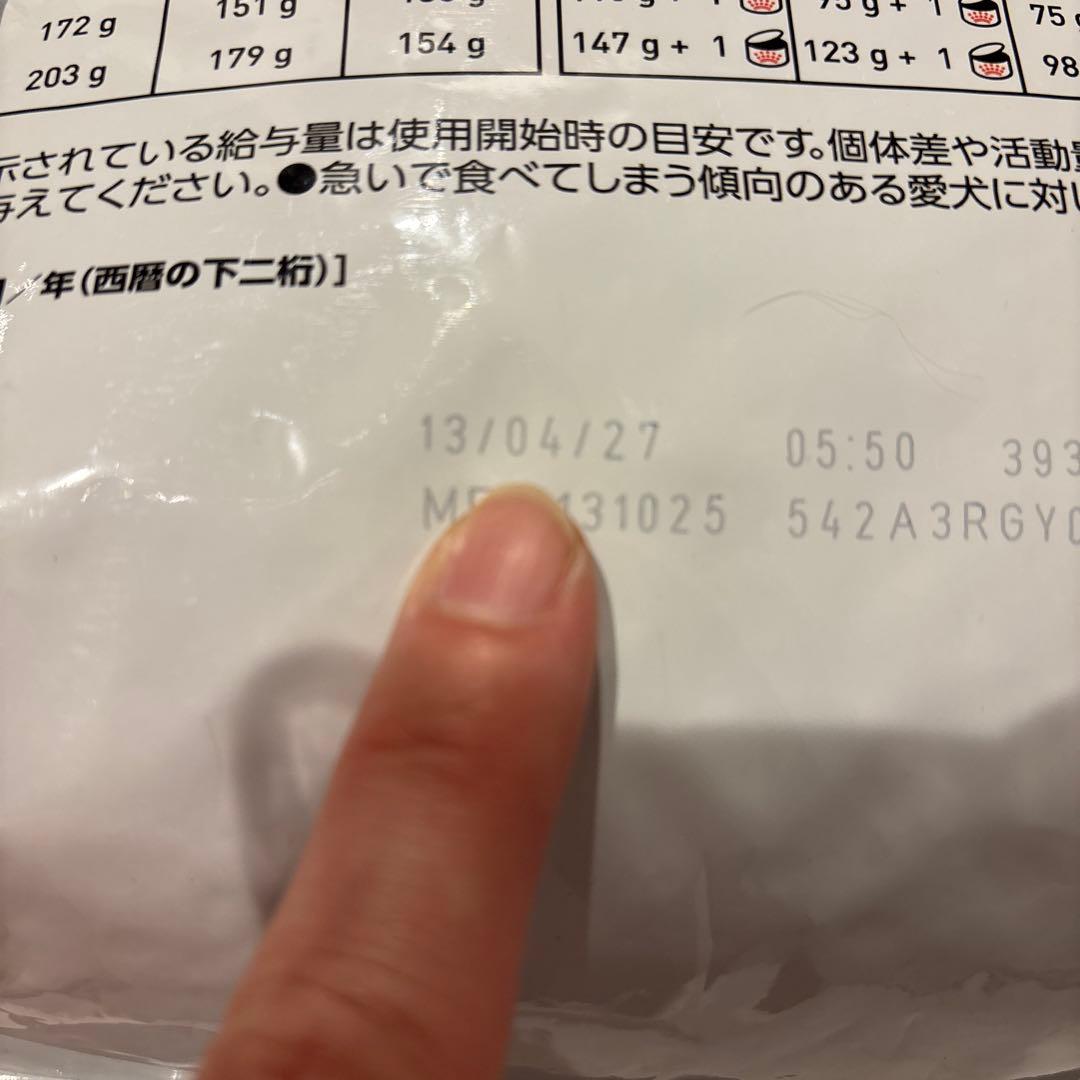 172 g 151 g
203 g 179 g 154 g 147 g + 1 123 g + 1 98
示されている給与量は使用開始時の目安です。個体差や活動量
与えてください。●急いで食べてしまう傾向のある愛犬に対い
/年(西暦の下二桁)]
13/04/27 05:50 393
131025 542A3RGY